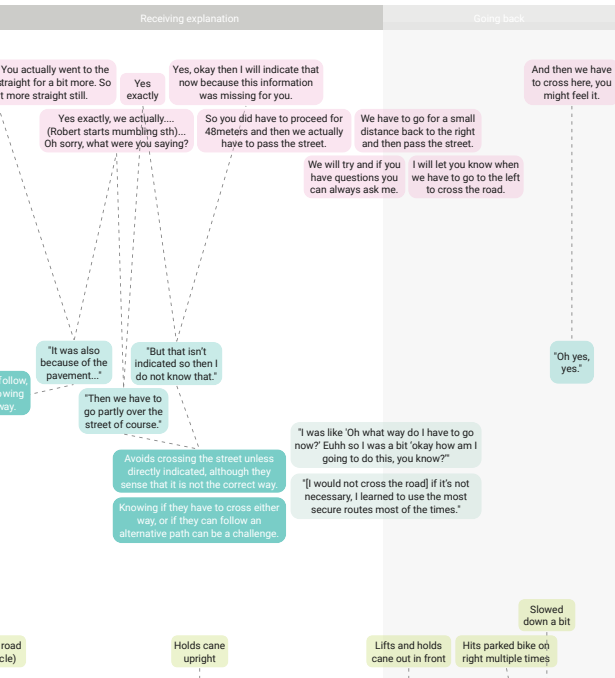 Receiving explanation
Going back
You actually went to the
straight for a bit more. So
t more straight still.
Yes
exactly
Yes, okay then I will indicate that
now because this information
was missing for you.
And then we have
to cross here, you
might feel it.
Yes exactly, we actually....
(Robert starts mumbling sth)...
Oh sorry, what were you saying?
So you did have to proceed for
48meters and then we actually
have to pass the street.
We have to go for a small
distance back to the right
and then pass the street.
We will try and if you
have questions you
can always ask me.
I will let you know when
we have to go to the left
to cross the road.
"It was also
because of the
pavement..."
"But that isn't
indicated so then I
do not know that."
"Oh yes,
yes."
follow,
owing
way.
"Then we have to
go partly over the
street of course."
"I was like 'Oh what way do I have to go
now?' Euhh so I was a bit 'okay how am I
going to do this, you know?'"
Avoids crossing the street unless
directly indicated, although they
sense that it is not the correct way.
"[I would not cross the road] if it's not
necessary, I learned to use the most
secure routes most of the times."
Knowing if they have to cross either
way, or if they can follow an
alternative path can be a challenge.
Slowed
down a bit
road
cle)
Holds cane
upright
Lifts and holds
cane out in front
Hits parked bike on
right multiple times